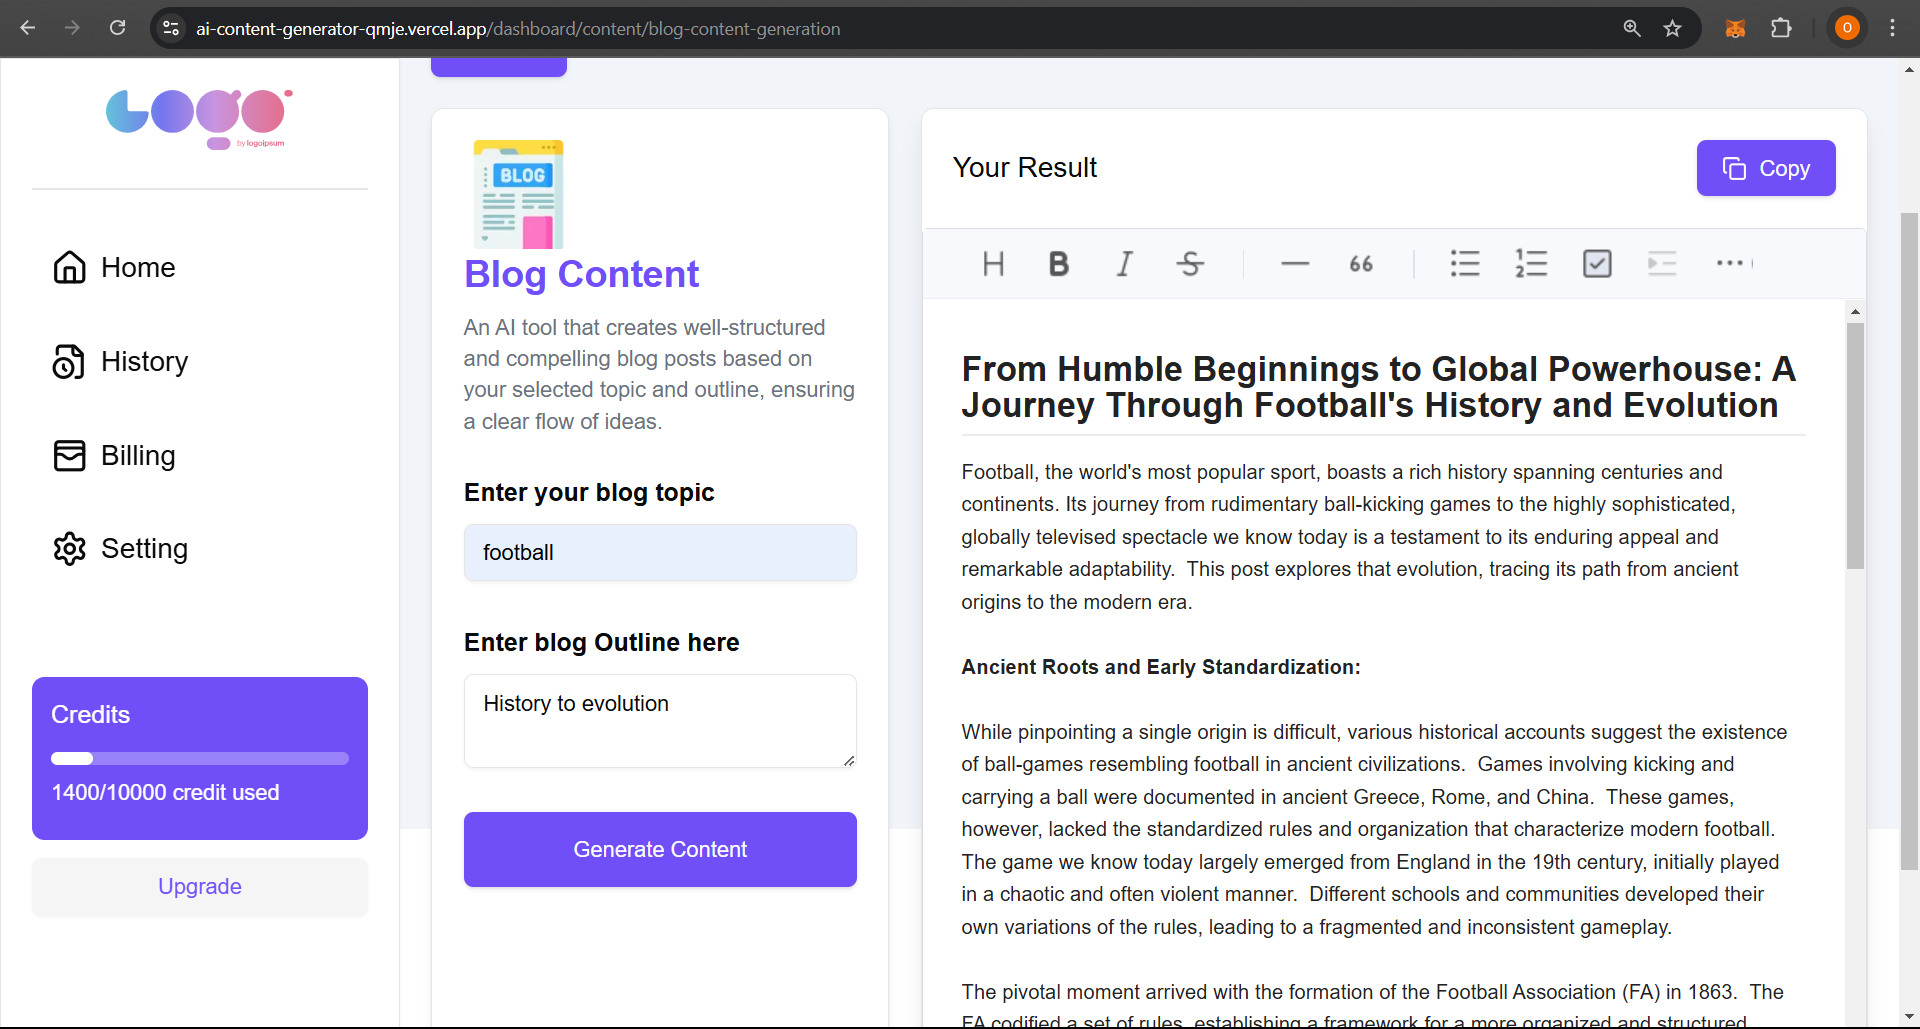 ai-content-generator-qmje.vercel.app/dashboard/content/blog-content-generation
O
Logo
by logoipsum
Home
History
Billing
Setting
Credits
1400/10000 credit used
Upgrade
BLOG
Blog Content
An AI tool that creates well-structured
and compelling blog posts based on
your selected topic and outline, ensuring
a clear flow of ideas.
Enter your blog topic
football
Enter blog Outline here
History to evolution
Generate Content
Your Result
Copy
From Humble Beginnings to Global Powerhouse: A
Journey Through Football's History and Evolution
Football, the world's most popular sport, boasts a rich history spanning centuries and
continents. Its journey from rudimentary ball-kicking games to the highly sophisticated,
globally televised spectacle we know today is a testament to its enduring appeal and
remarkable adaptability.  This post explores that evolution, tracing its path from ancient
origins to the modern era.
Ancient Roots and Early Standardization:
While pinpointing a single origin is difficult, various historical accounts suggest the existence
of ball-games resembling football in ancient civilizations.  Games involving kicking and
carrying a ball were documented in ancient Greece, Rome, and China.  These games,
however, lacked the standardized rules and organization that characterize modern football.
The game we know today largely emerged from England in the 19th century, initially played
in a chaotic and often violent manner.  Different schools and communities developed their
own variations of the rules, leading to a fragmented and inconsistent gameplay.
The pivotal moment arrived with the formation of the Football Association (FA) in 1863.  The
FA codified a set of rules, establishing a framework for a more organized and structured